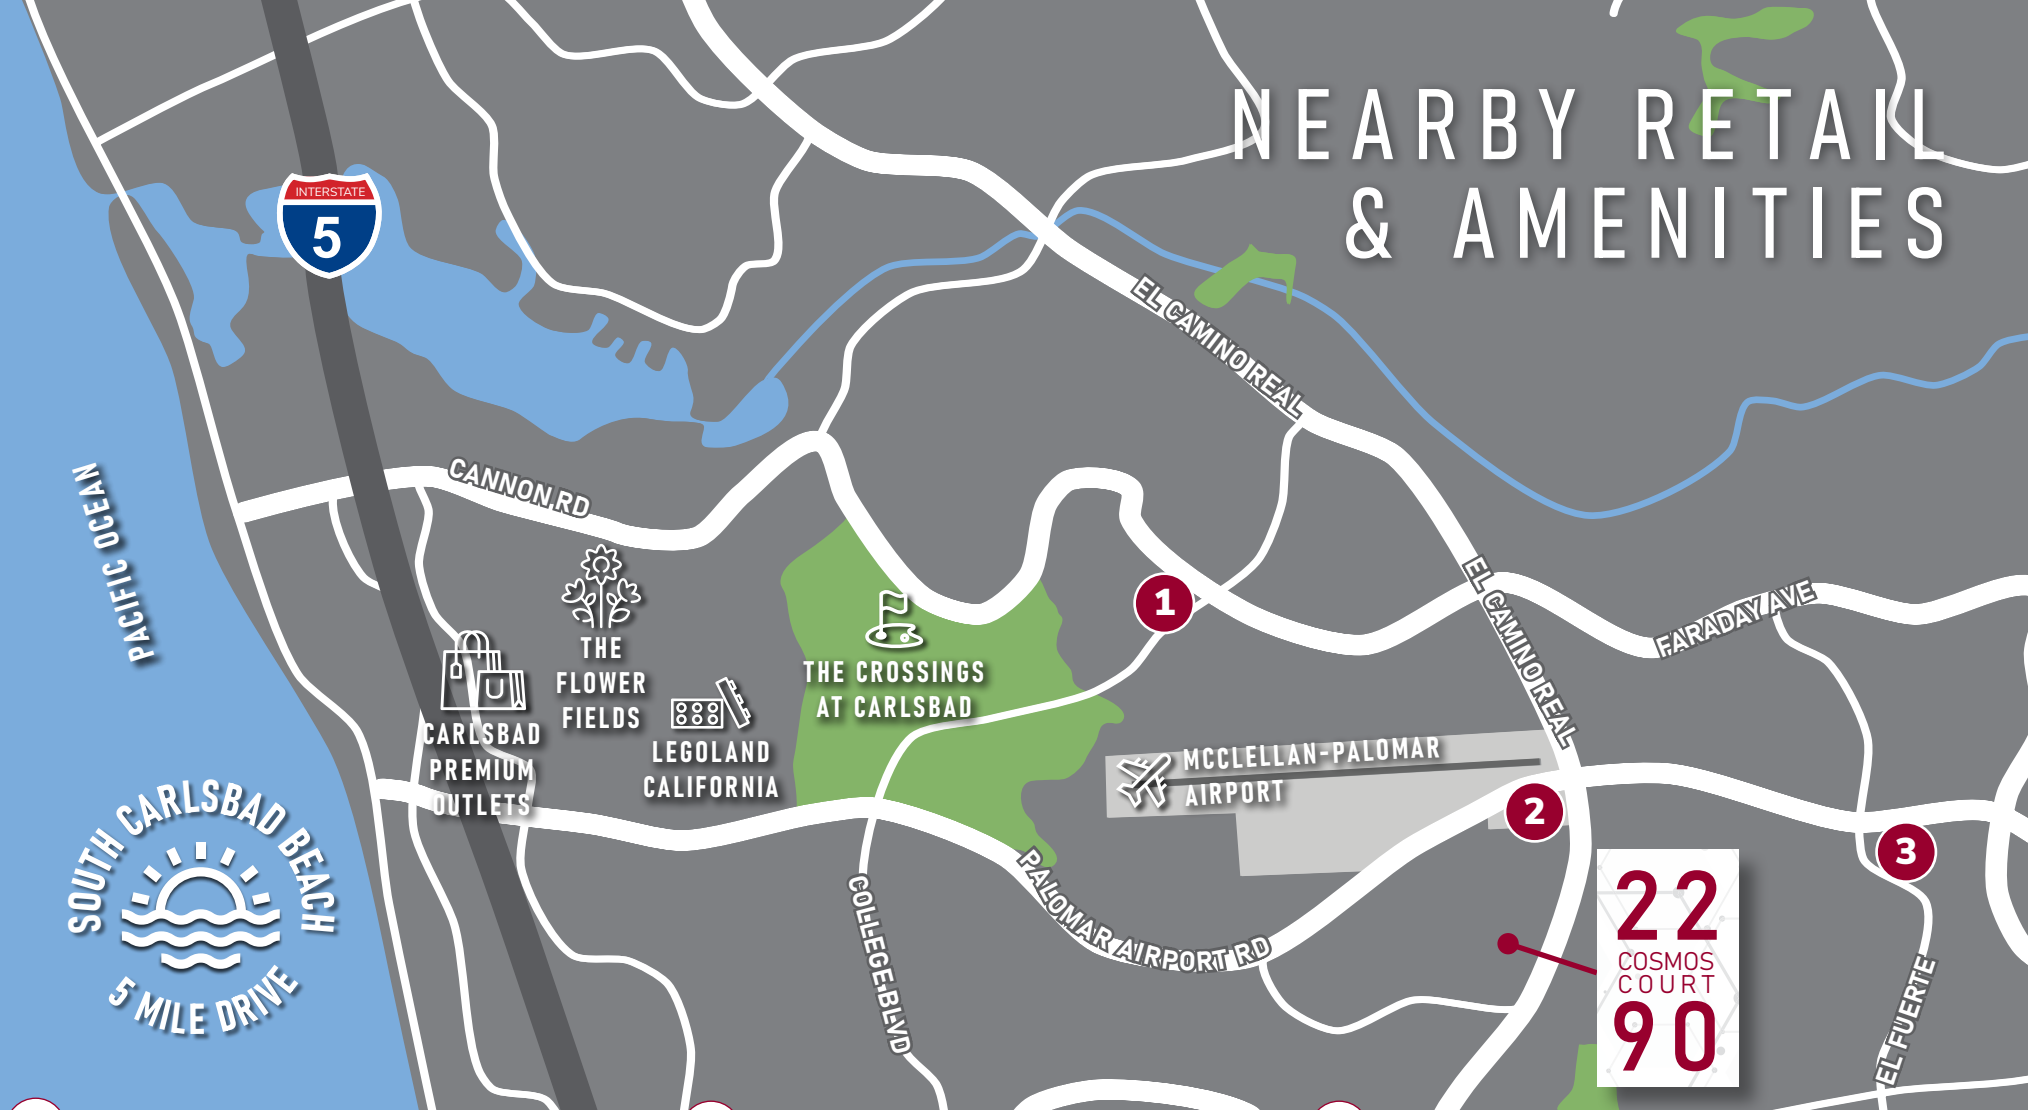 NEARBY RETAIL
& AMENITIES
INTERSTATE
5
EL CAMINO REAL
CANNON RD
PACIFIC OCEAN
THE
FLOWER
FIELDS
CARLSBAD
PREMIUM
OUTLETS
LEGOLAND
CALIFORNIA
THE CROSSINGS
AT CARLSBAD
1
EL CAMINO REAL
FARADAY AVE
MCCLELLAN-PALOMAR
AIRPORT
2
3
SOUTH CARLSBAD BEACH
5 MILE DRIVE
PALOMAR AIRPORT RD
COLLEGE BLVD
22
COSMOS
COURT
90
EL FUERTE